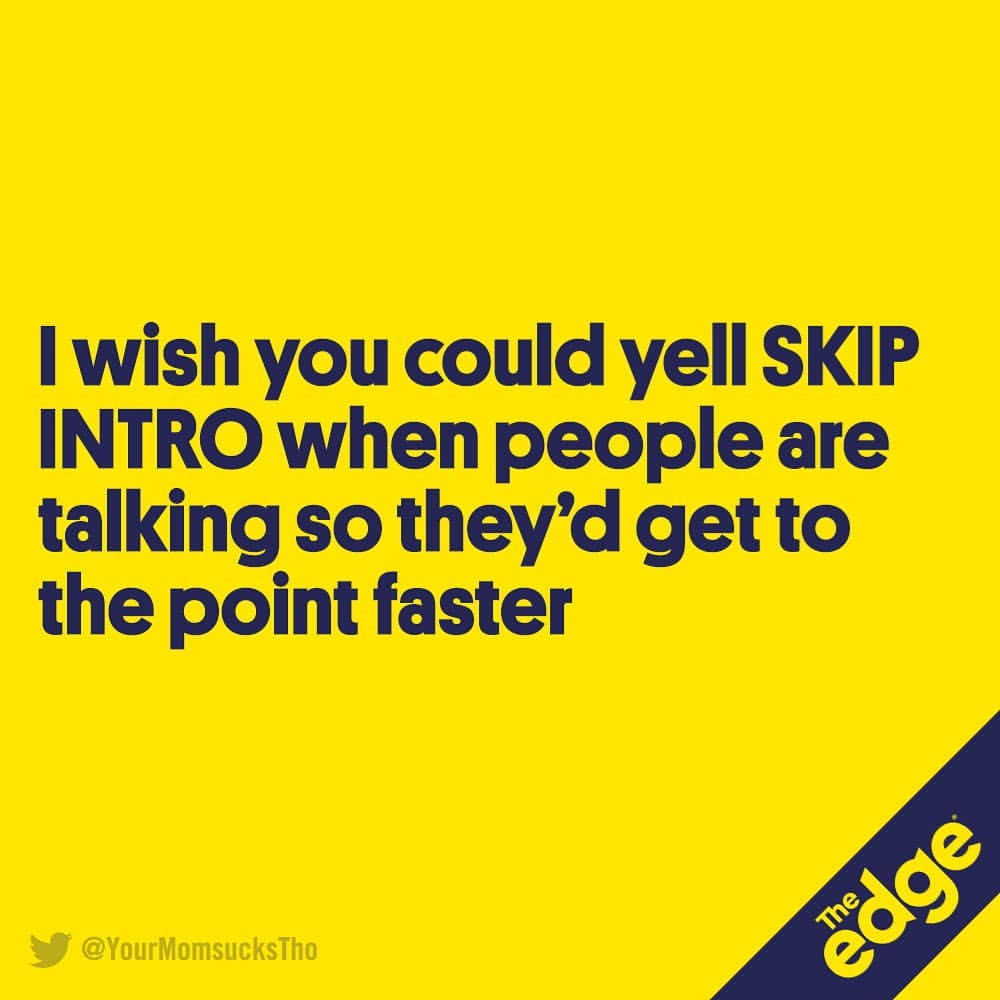 I wish you could yell SKIP
INTRO when people are
talking so they’d get to
the point faster
@YourMomsucksTho
The
edge